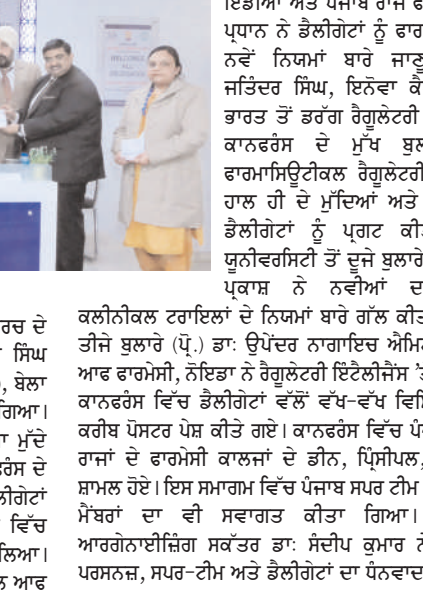 ਇੰਡੀਆ ਅਤੇ ਪੰਜਾਬ ਰਾਜ
ਪ੍ਰਧਾਨ ਨੇ ਡੈਲੀਗੇਟਾਂ ਨੂੰ
ਨਵੇਂ ਨਿਯਮਾਂ ਬਾਰੇ
ਜਤਿੰਦਰ ਸਿੰਘ, ਇਨੋਵਾ
ਭਾਰਤ ਤੋਂ ਡਰੱਗ ਰੈਗੂਲੇਟਰੀ
ਕਾਨਫਰੰਸ ਦੇ ਮੁੱਖ
ਫਾਰਮਾਸਿਊਟੀਕਲ ਰੈਗੂਲੇਟਰੀ
ਹਾਲ ਹੀ ਦੇ ਮੁੱਦਿਆਂ ਅਤੇ
ਡੈਲੀਗੇਟਾਂ ਨੂੰ ਪ੍ਰਗਟ
ਯੂਨੀਵਰਸਿਟੀ ਤੋਂ ਦੂਜੇ ਬੁਲਾਰੇ
ਪ੍ਰਕਾਸ਼ ਨੇ ਨਵੀਆਂ
ਕਲੀਨੀਕਲ ਟਰਾਇਲਾਂ ਦੇ ਨਿਯਮਾਂ ਬਾਰੇ ਗੱਲ
ਤੀਜੇ ਬੁਲਾਰੇ (ਪ੍ਰੋ.) ਡਾਃ ਉਪੇਂਦਰ ਨਾਗਾਇਚ
ਆਫ ਫਾਰਮੇਸੀ, ਨੋਇਡਾ ਨੇ ਰੈਗੂਲੇਟਰੀ ਇੰਟੈਲੀਜੈਂਸ
ਕਾਨਫਰੰਸ ਵਿੱਚ ਡੈਲੀਗੇਟਾਂ ਵੱਲੋਂ ਵੱਖ-ਵੱਖ
ਕਰੀਬ ਪੋਸਟਰ ਪੇਸ਼ ਕੀਤੇ ਗਏ। ਕਾਨਫਰੰਸ ਵਿੱਚ
ਰਾਜਾਂ ਦੇ ਫਾਰਮੇਸੀ ਕਾਲਜਾਂ ਦੇ ਡੀਨ, ਪ੍ਰਿੰਸੀਪਲ,
ਸ਼ਾਮਲ ਹੋਏ। ਇਸ ਸਮਾਗਮ ਵਿੱਚ ਪੰਜਾਬ ਸਪਰ ਟੀਮ
ਮੈਂਬਰਾਂ ਦਾ ਵੀ ਸਵਾਗਤ ਕੀਤਾ ਗਿਆ।
ਆਰਗੇਨਾਈਜ਼ਿੰਗ ਸਕੱਤਰ ਡਾਃ ਸੰਦੀਪ ਕੁਮਾਰ
ਪਰਸਨਜ਼, ਸਪਰ-ਟੀਮ ਅਤੇ ਡੈਲੀਗੇਟਾਂ ਦਾ ਧੰਨਵਾਦ
ਦੇ
ਸਿੰਘ
ਬੇਲਾ
ਗਿਆ।
ਮੁੱਦੇ
ਦੇ
ਵਿੱਚ
ਆਫ
WELCOME
ALL
DELEGATES